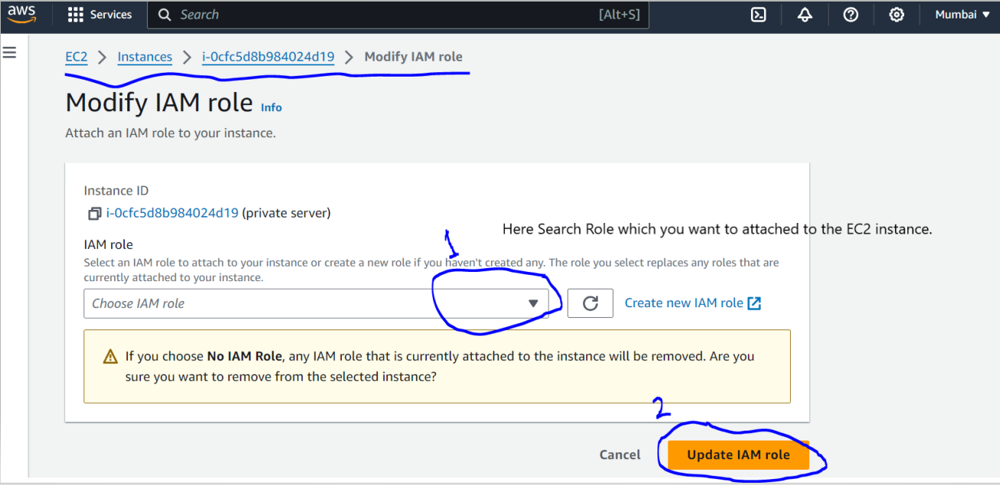 aws Services Search [Alt+S] Mumbai
EC2 > Instances > i-0cfc5d8b984024d19 > Modify IAM role
Modify IAM role Info
Attach an IAM role to your instance.
Instance ID
i-0cfc5d8b984024d19 (private server)
1
Here Search Role which you want to attached to the EC2 instance.
IAM role
Select an IAM role to attach to your instance or create a new role if you haven't created any. The role you select replaces any roles that are
currently attached to your instance.
Choose IAM role Create new IAM role
If you choose No IAM Role, any IAM role that is currently attached to the instance will be removed. Are you
sure you want to remove from the selected instance?
2
Cancel Update IAM role